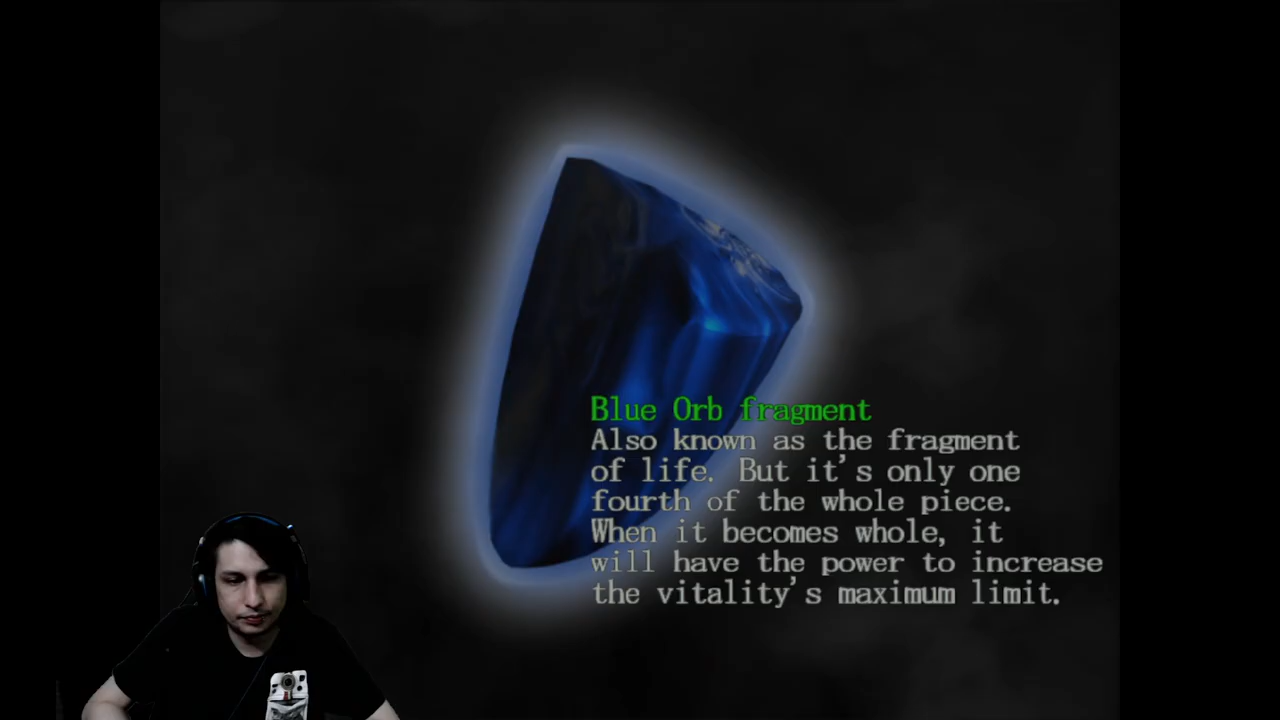 Blue Orb fragment
Also known as the fragment
of life. But it's only one
fourth of the whole piece.
When it becomes whole, it
will have the power to increase
the vitality's maximum limit.